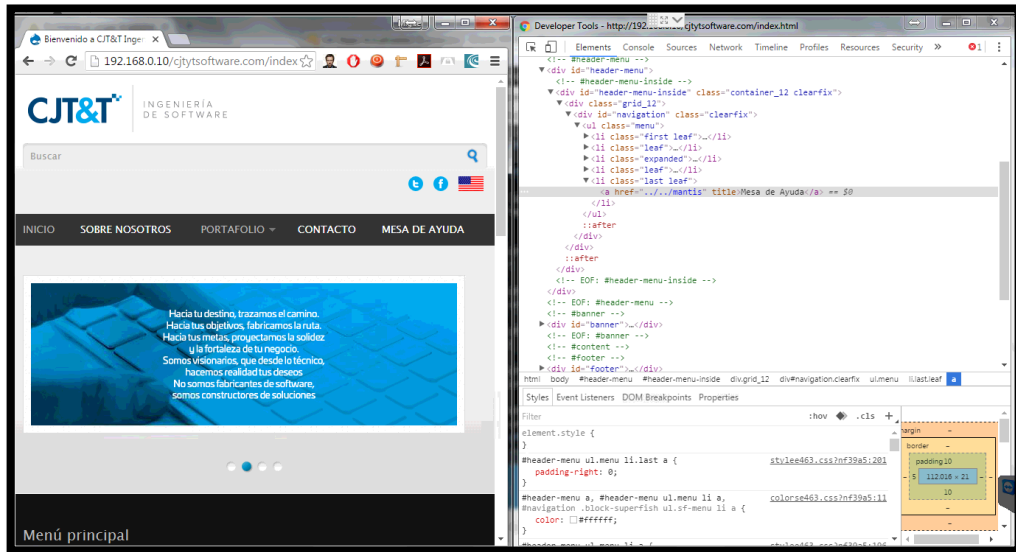 Bienvenido a CJT&T Ingeni
192.168.0.10/cjtytsoftware.com/index
CJT&T
INGENIERÍA
DE SOFTWARE
Buscar
INICIO SOBRE NOSOTROS PORTAFOLIO CONTACTO MESA DE AYUDA
Hacia tu destino, trazamos el camino.
Hacia tus objetivos, fabricamos la ruta.
Hacia tus metas, proyectamos la solidez
y la fortaleza de tu negocio.
Somos visionarios, que desde lo técnico,
hacemos realidad tus deseos
No somos fabricantes de software,
somos constructores de soluciones
Menú principal
Developer Tools - http://192.168.0.10/cjtytsoftware.com/index.html
Elements Console Sources Network Timeline Profiles Resources Security » 1
<!-- #header-menu -->
▼<div id="header-menu">
<!-- #header-menu-inside -->
▼<div id="header-menu-inside" class="container_12 clearfix">
▼<div class="grid_12">
▼<div id="navigation" class="clearfix">
▼<ul class="menu">
▶<li class="first leaf">…</li>
▶<li class="leaf">…</li>
▶<li class="expanded">…</li>
▶<li class="leaf">…</li>
▼<li class="last leaf">
<a href="../../mantis" title>Mesa de Ayuda</a> == $0
</li>
</ul>
::after
</div>
</div>
::after
</div>
<!-- EOF: #header-menu-inside -->
</div>
<!-- EOF: #header-menu -->
<!-- #banner -->
▶<div id="banner">…</div>
<!-- EOF: #banner -->
<!-- #content -->
<!-- #footer -->
▶<div id="footer">…</div>
html body #header-menu #header-menu-inside div.grid_12 div#navigation.clearfix ul.menu li.last.leaf a
Styles Event Listeners DOM Breakpoints Properties
Filter :hov .cls +
element.style {
}
#header-menu ul.menu li.last a { stylee463.css?nf39a5:201
padding-right: 0;
}
#header-menu a, #header-menu ul.menu li a, colorse463.css?nf39a5:11
#navigation .block-superfish ul.sf-menu li a {
color: #ffffff;
}
margin -
border -
padding 10
- 5 112.016 × 21 - -
10
-
-